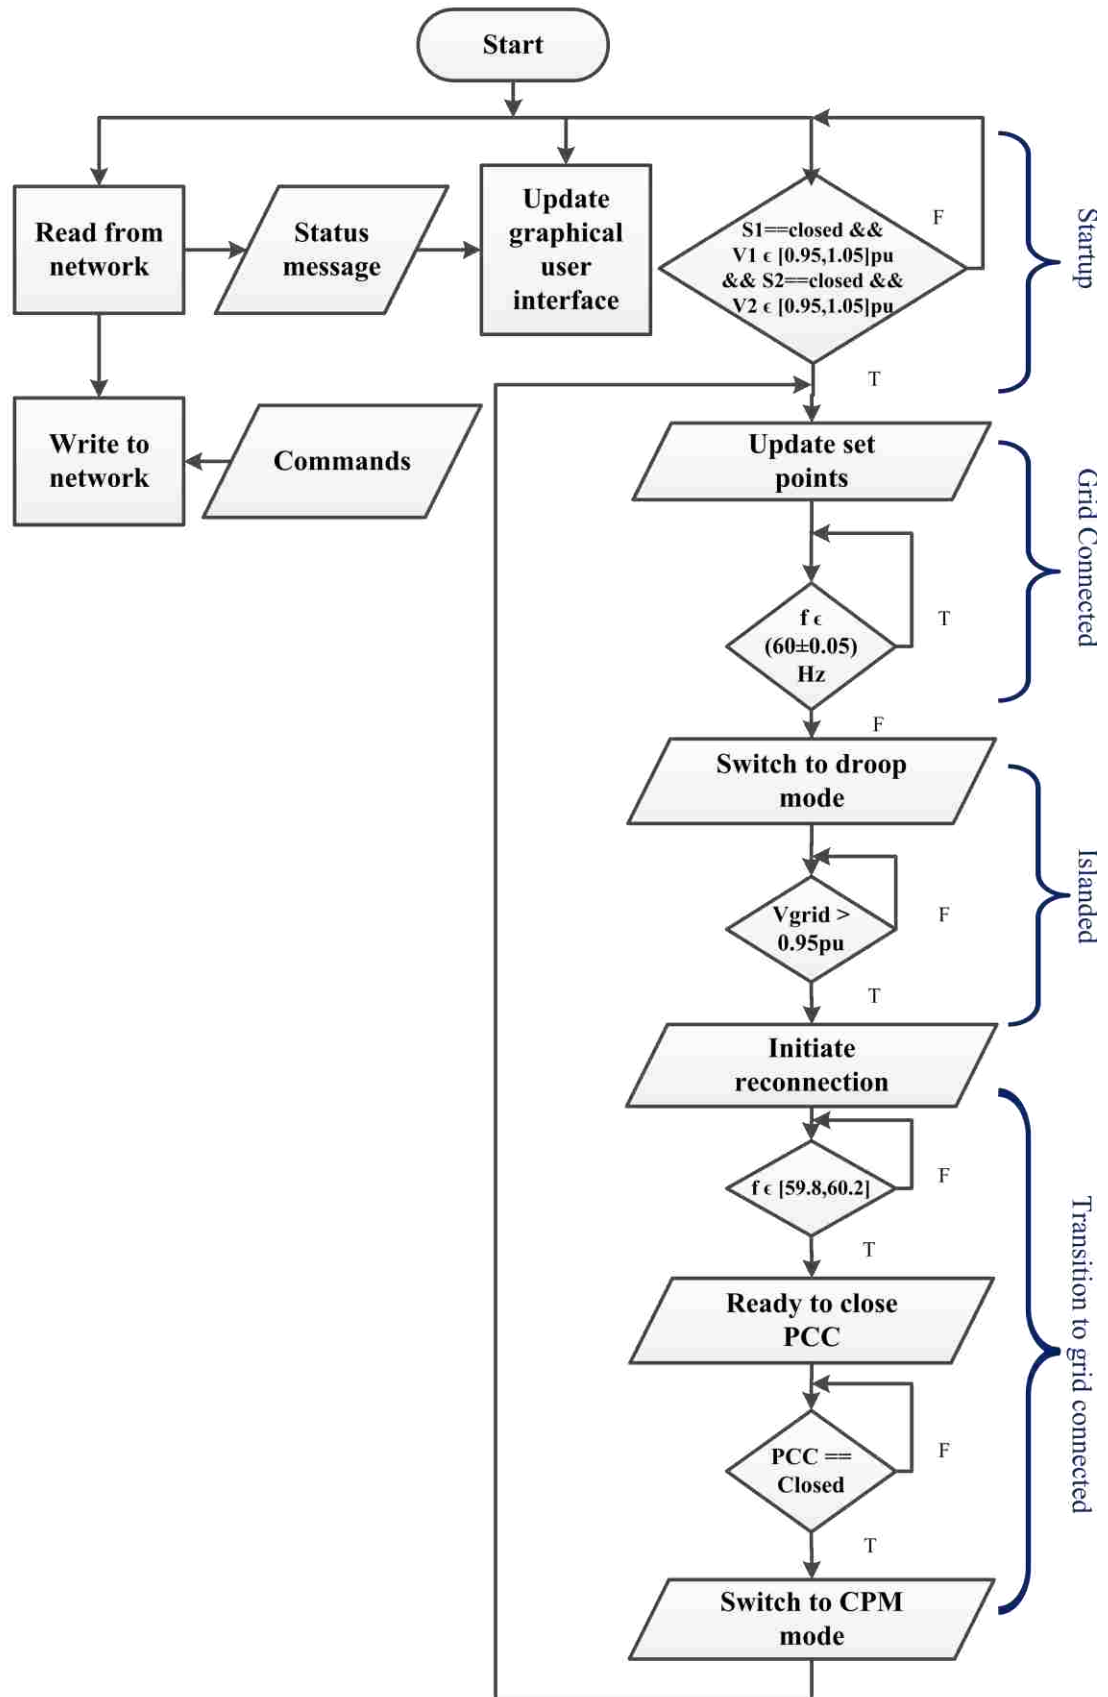 Start
Read from
network
Status
message
Update
graphical
user
interface
S1==closed &&
V1 ϵ [0.95,1.05]pu
&& S2==closed &&
V2 ϵ [0.95,1.05]pu
F
T
Startup
Write to
network
Commands
Update set
points
f ϵ
(60±0.05)
Hz
T
F
Grid Connected
Switch to droop
mode
Vgrid >
0.95pu
F
T
Islanded
Initiate
reconnection
f ϵ [59.8,60.2]
F
T
Ready to close
PCC
PCC ==
Closed
F
T
Switch to CPM
mode
Transition to grid connected